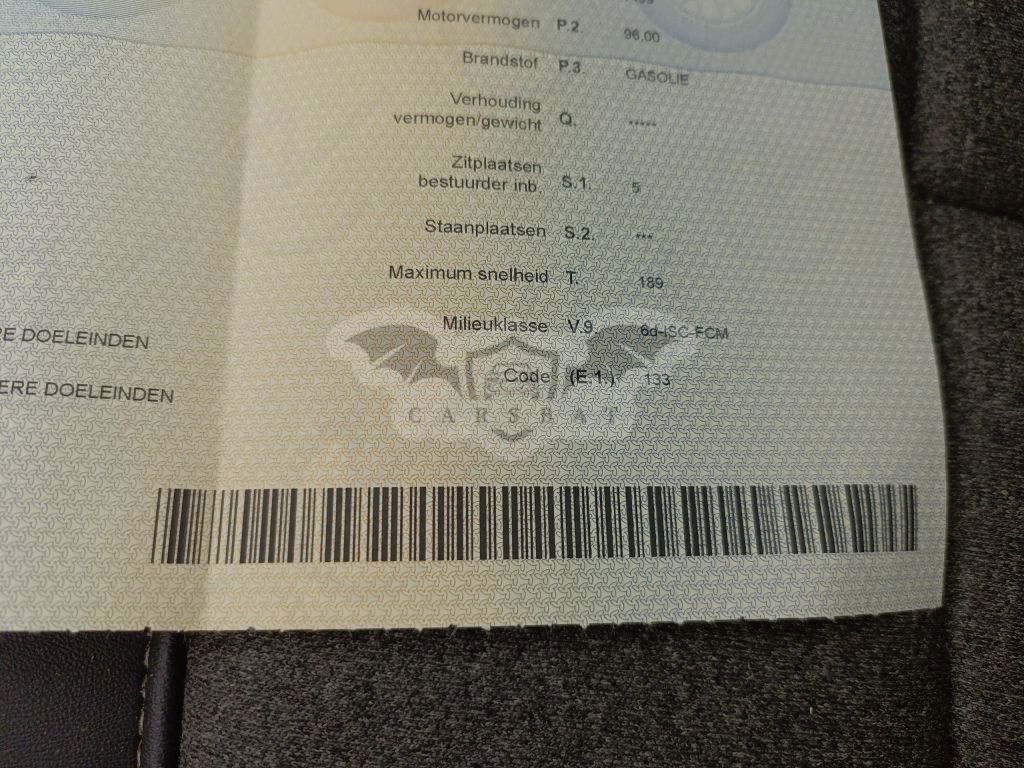 Motorvermogen P.2. 96,00
Brandstof P.3. GASOLIE
Verhouding
vermogen/gewicht Q. -----
Zitplaatsen
bestuurder inb. S.1. 5
Staanplaatsen S.2. ---
Maximum snelheid T. 189
Milieuklasse V.9. 6d-ISC-FCM
RE DOELEINDEN
Code (E.1.) 133
ERE DOELEINDEN
CARSBAT